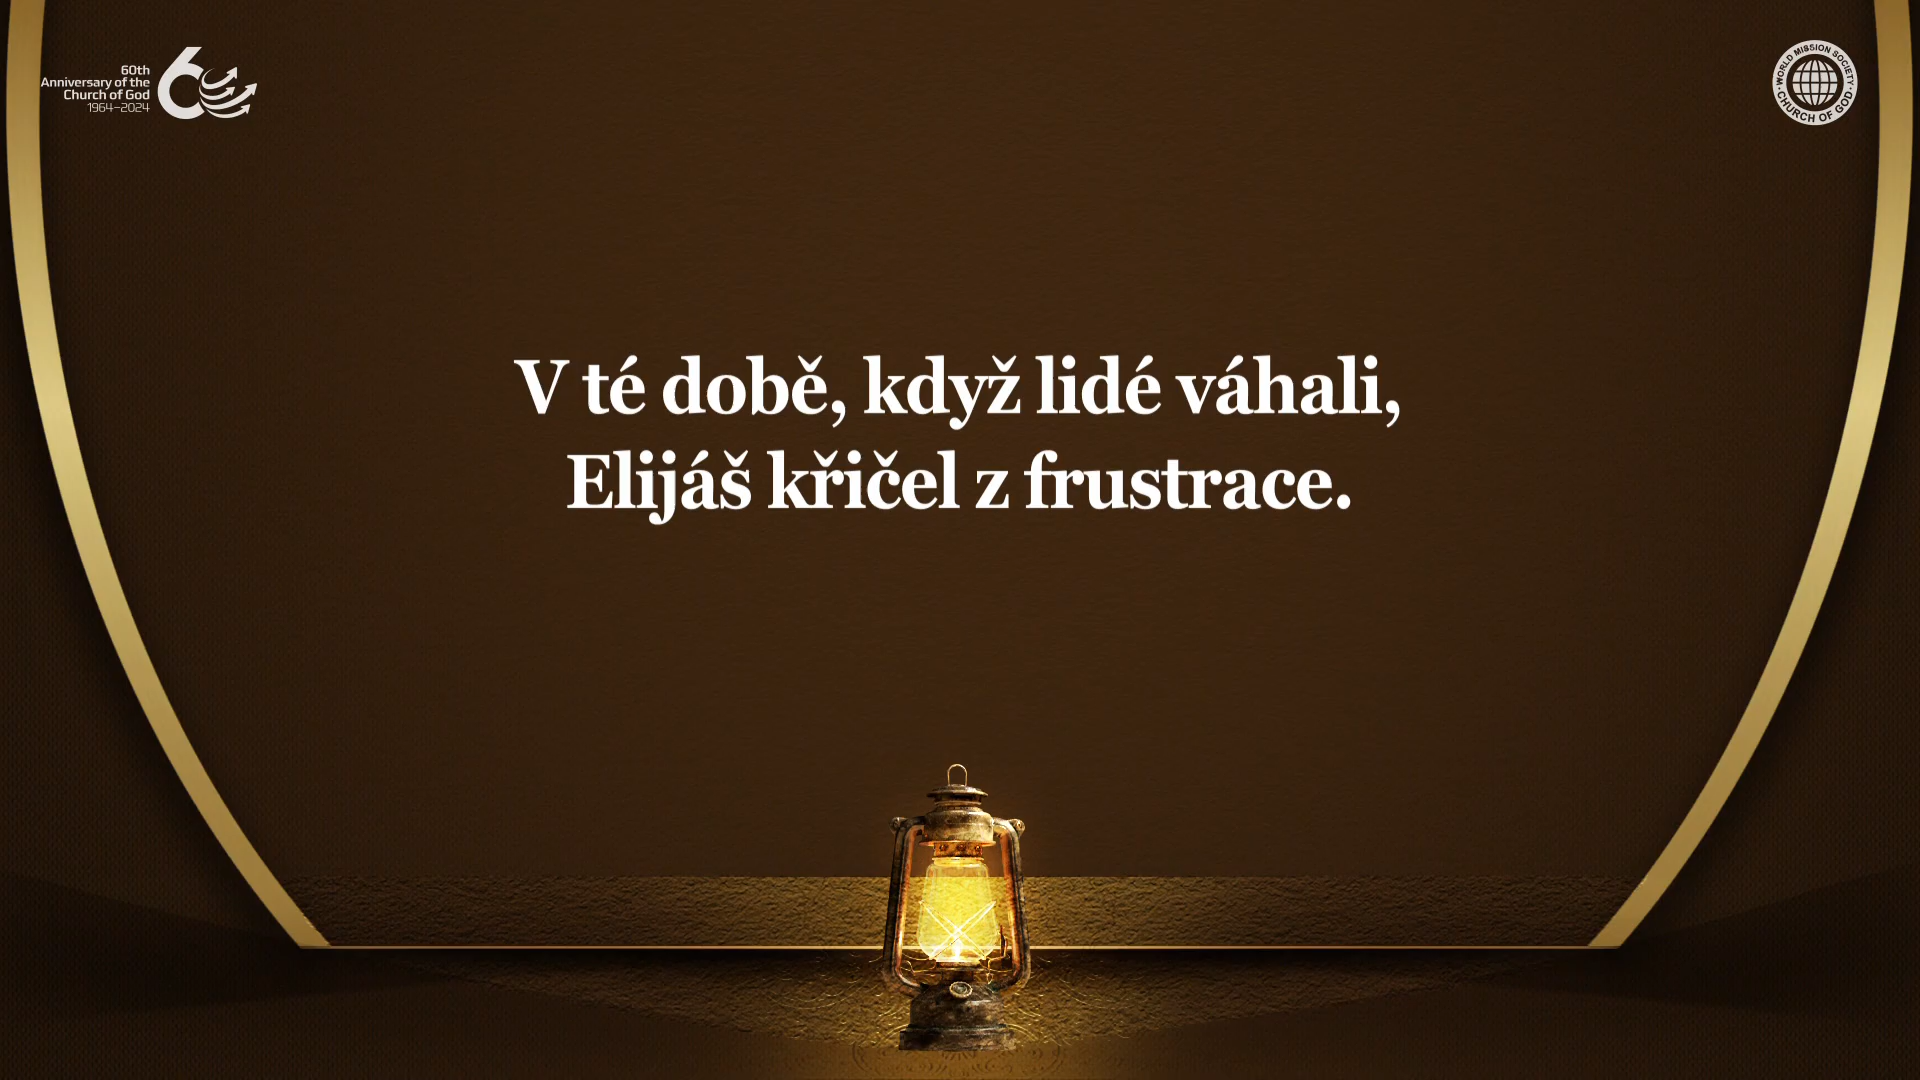 60th
Anniversary of the
Church of God
1964–2024
WORLD MISSION SOCIETY
CHURCH OF GOD
V té době, když lidé váhali,
Elijáš křičel z frustrace.